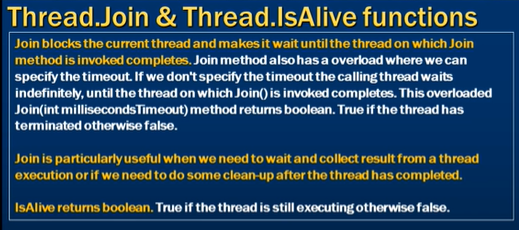 Thread.Join & Thread.IsAlive functions
Join blocks the current thread and makes it wait until the thread on which Join
method is invoked completes. Join method also has a overload where we can
specify the timeout. If we don't specify the timeout the calling thread waits
indefinitely, until the thread on which Join() is invoked completes. This overloaded
Join(int millisecondsTimeout) method returns boolean. True if the thread has
terminated otherwise false.
Join is particularly useful when we need to wait and collect result from a thread
execution or if we need to do some clean-up after the thread has completed.
IsAlive returns boolean. True if the thread is still executing otherwise false.